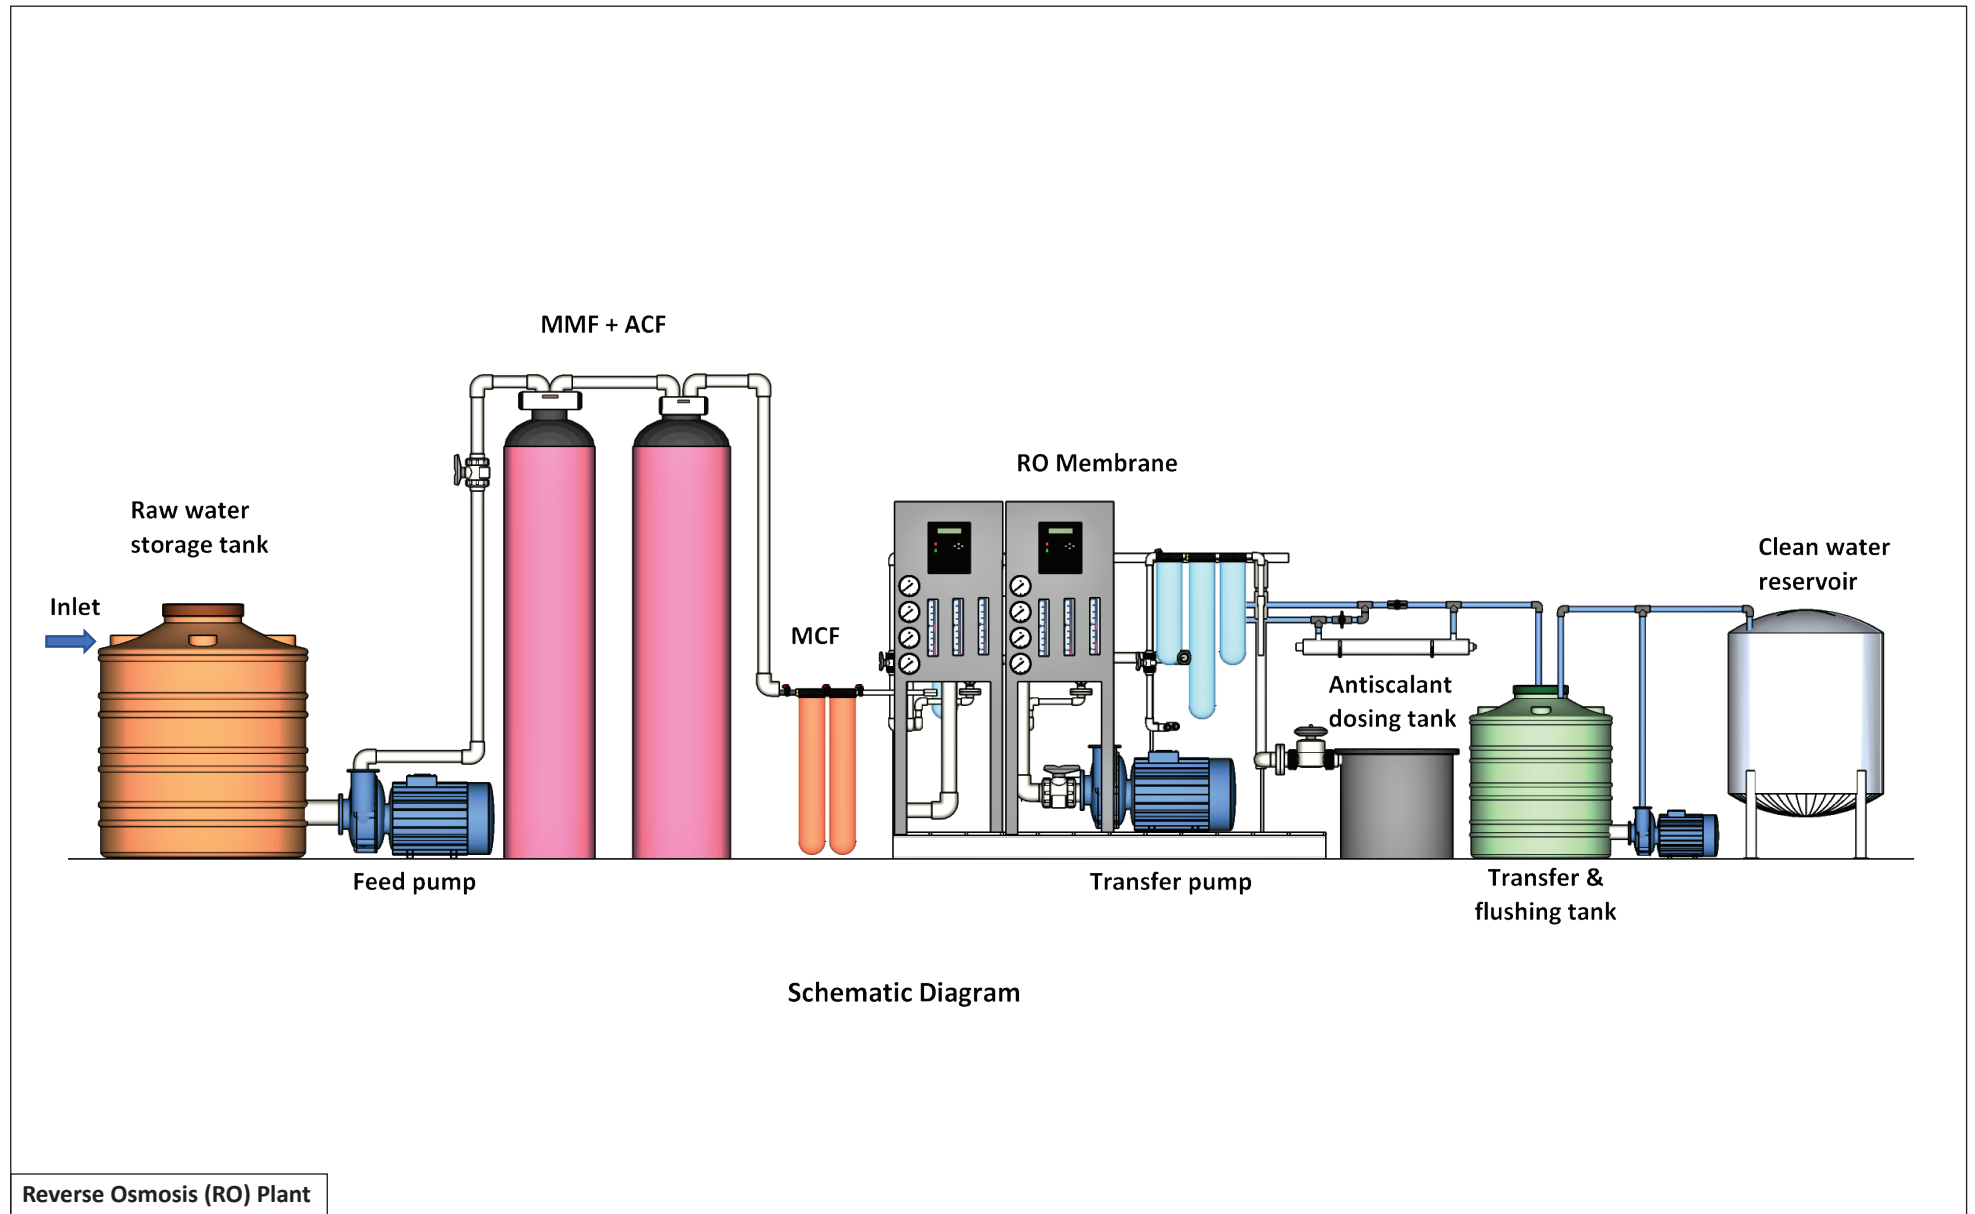 MMF + ACF
RO Membrane
Raw water
storage tank
Clean water
reservoir
Inlet
MCF
Antiscalant
dosing tank
Feed pump
Transfer pump
Transfer &
flushing tank
Schematic Diagram
Reverse Osmosis (RO) Plant